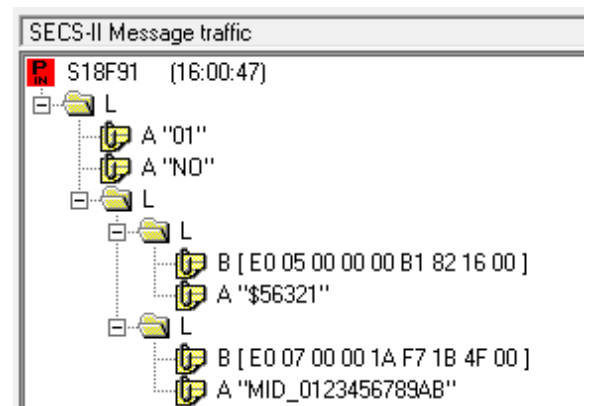 SECS-II Message traffic
P IN S18F91 (16:00:47)
L
A "01"
A "NO"
L
L
B [ E0 05 00 00 00 B1 82 16 00 ]
A "$56321"
L
B [ E0 07 00 00 1A F7 1B 4F 00 ]
A "MID_0123456789AB"